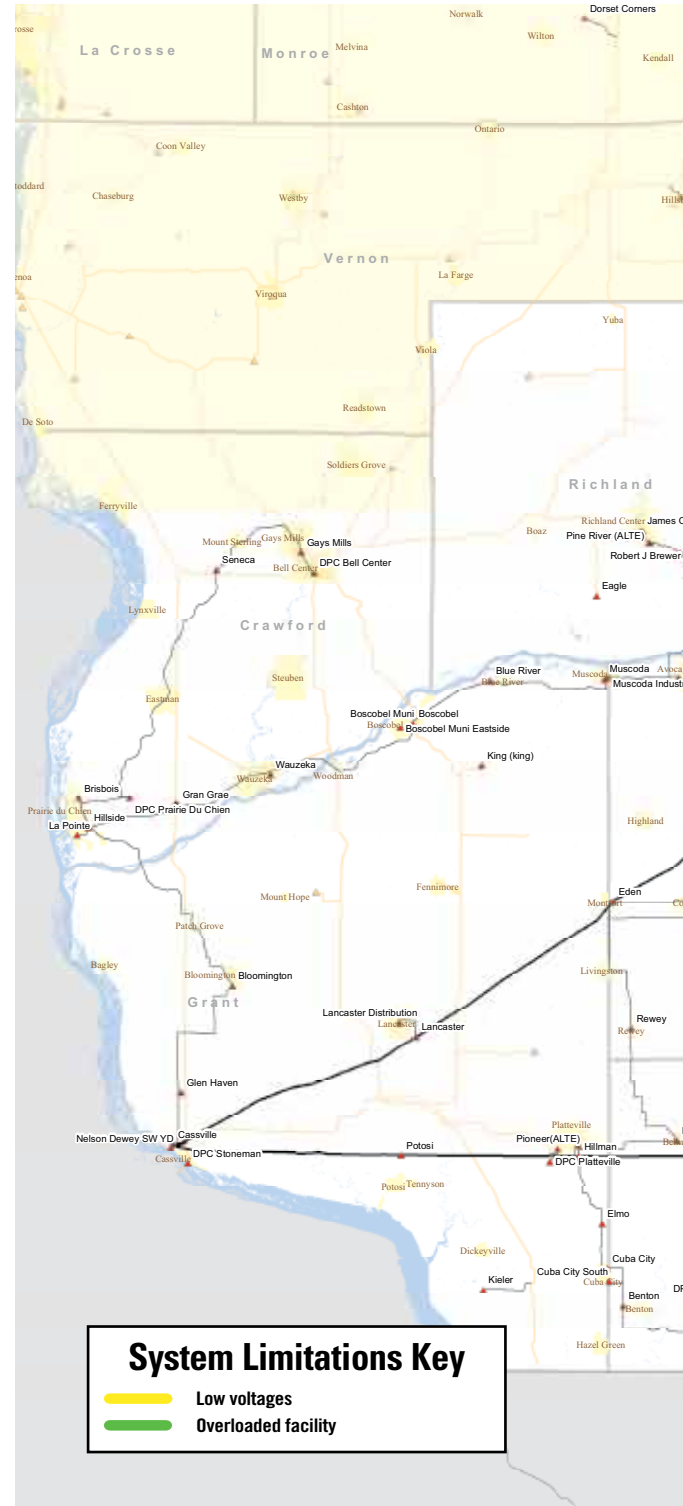 Dorset Corners
Norwalk
Wilton
La Crosse
Monroe
Melvina
Kendall
Cashton
Ontario
Coon Valley
Chaseburg
Westby
Vernon
La Farge
Viroqua
Yuba
Viola
Readstown
De Soto
Soldiers Grove
Richland
Ferryville
Richland Center
Boaz
Pine River (ALTE)
Mount Sterling
Gays Mills
Gays Mills
Robert J Brewer
Seneca
Bell Center
DPC Bell Center
Eagle
Lynxville
Crawford
Blue River
Muscoda
Avoca
Steuben
Blue River
Muscoda
Eastman
Boscobel Muni
Boscobel
Boscobel
Boscobel Muni Eastside
King (king)
Wauzeka
Wauzeka
Woodman
Brisbois
Gran Grae
Prairie du Chien
Hillside
DPC Prairie Du Chien
La Pointe
Highland
Fennimore
Mount Hope
Eden
Montfort
Patch Grove
Bagley
Bloomington
Bloomington
Livingston
Grant
Lancaster Distribution
Lancaster
Lancaster
Rewey
Rewey
Glen Haven
Platteville
Nelson Dewey SW YD
Cassville
Potosi
Pioneer(ALTE)
Hillman
Cassville
DPC Stoneman
DPC Platteville
Potosi
Tennyson
Elmo
Dickeyville
Cuba City
Cuba City South
Kieler
Cuba City
Benton
Benton
Hazel Green
System Limitations Key
Low voltages
Overloaded facility